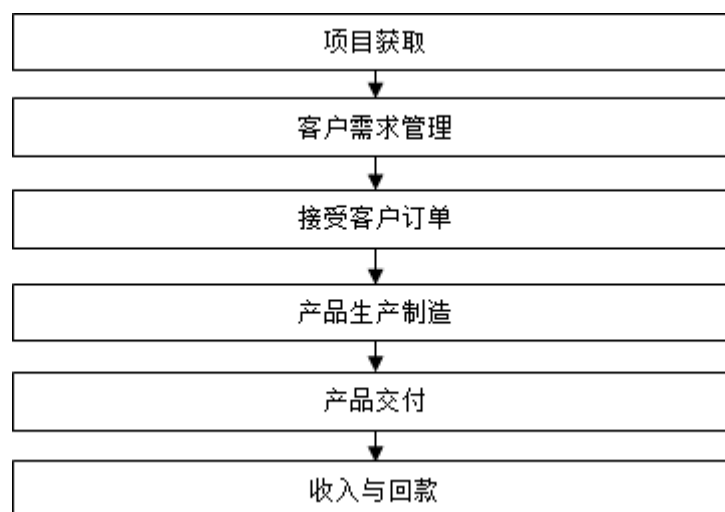 项目获取
客户需求管理
接受客户订单
产品生产制造
产品交付
收入与回款